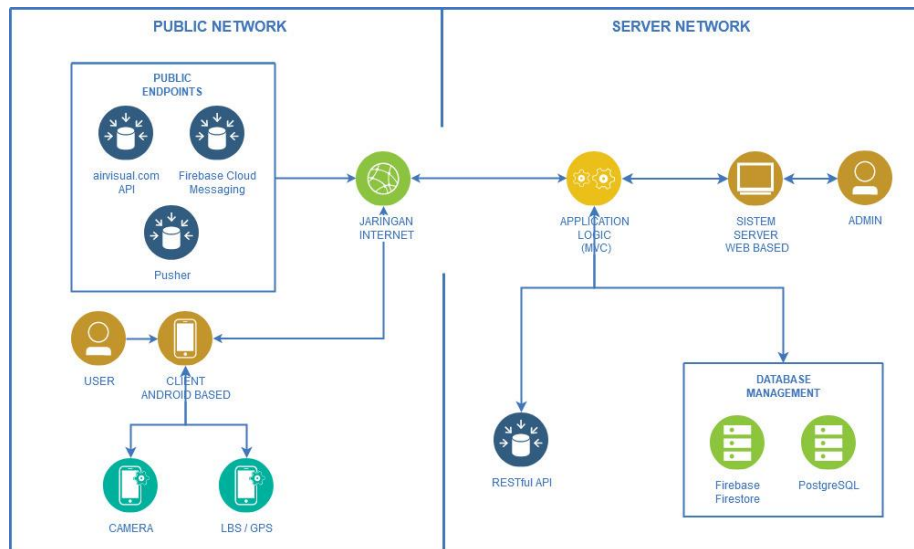 PUBLIC NETWORK
SERVER NETWORK
PUBLIC
ENDPOINTS
airvisual.com
API
Firebase Cloud
Messaging
Pusher
JARINGAN
INTERNET
APPLICATION
LOGIC
(MVC)
SISTEM
SERVER
WEB BASED
ADMIN
USER
CLIENT
ANDROID BASED
CAMERA
LBS / GPS
RESTful API
DATABASE
MANAGEMENT
Firebase
Firestore
PostgreSQL